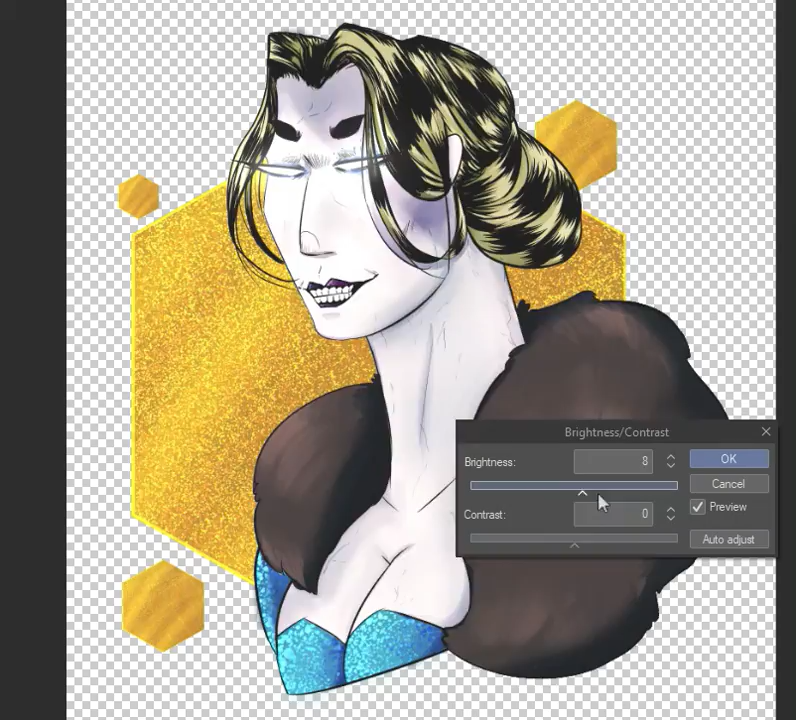 Brightness/Contrast
Brightness: 8
OK
Cancel
Preview
Contrast: 0
Auto adjust